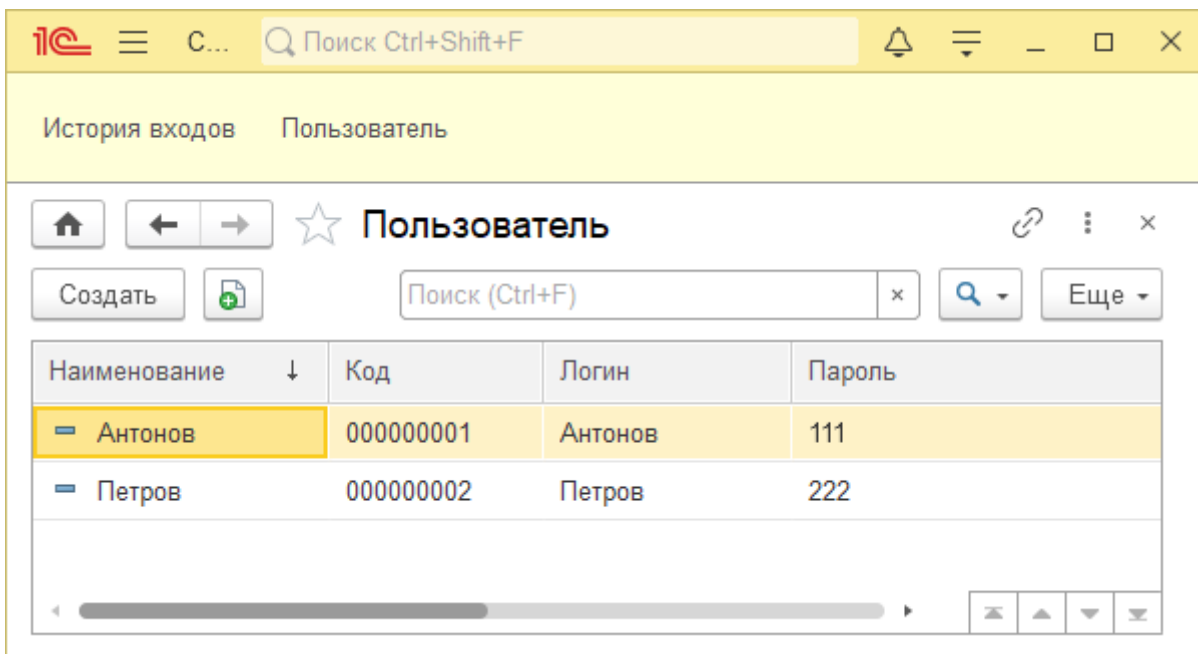 1С С... Поиск Ctrl+Shift+F
История входов Пользователь
Пользователь
Создать Поиск (Ctrl+F) × Еще
Наименование ↓ Код Логин Пароль
Антонов 000000001 Антонов 111
Петров 000000002 Петров 222